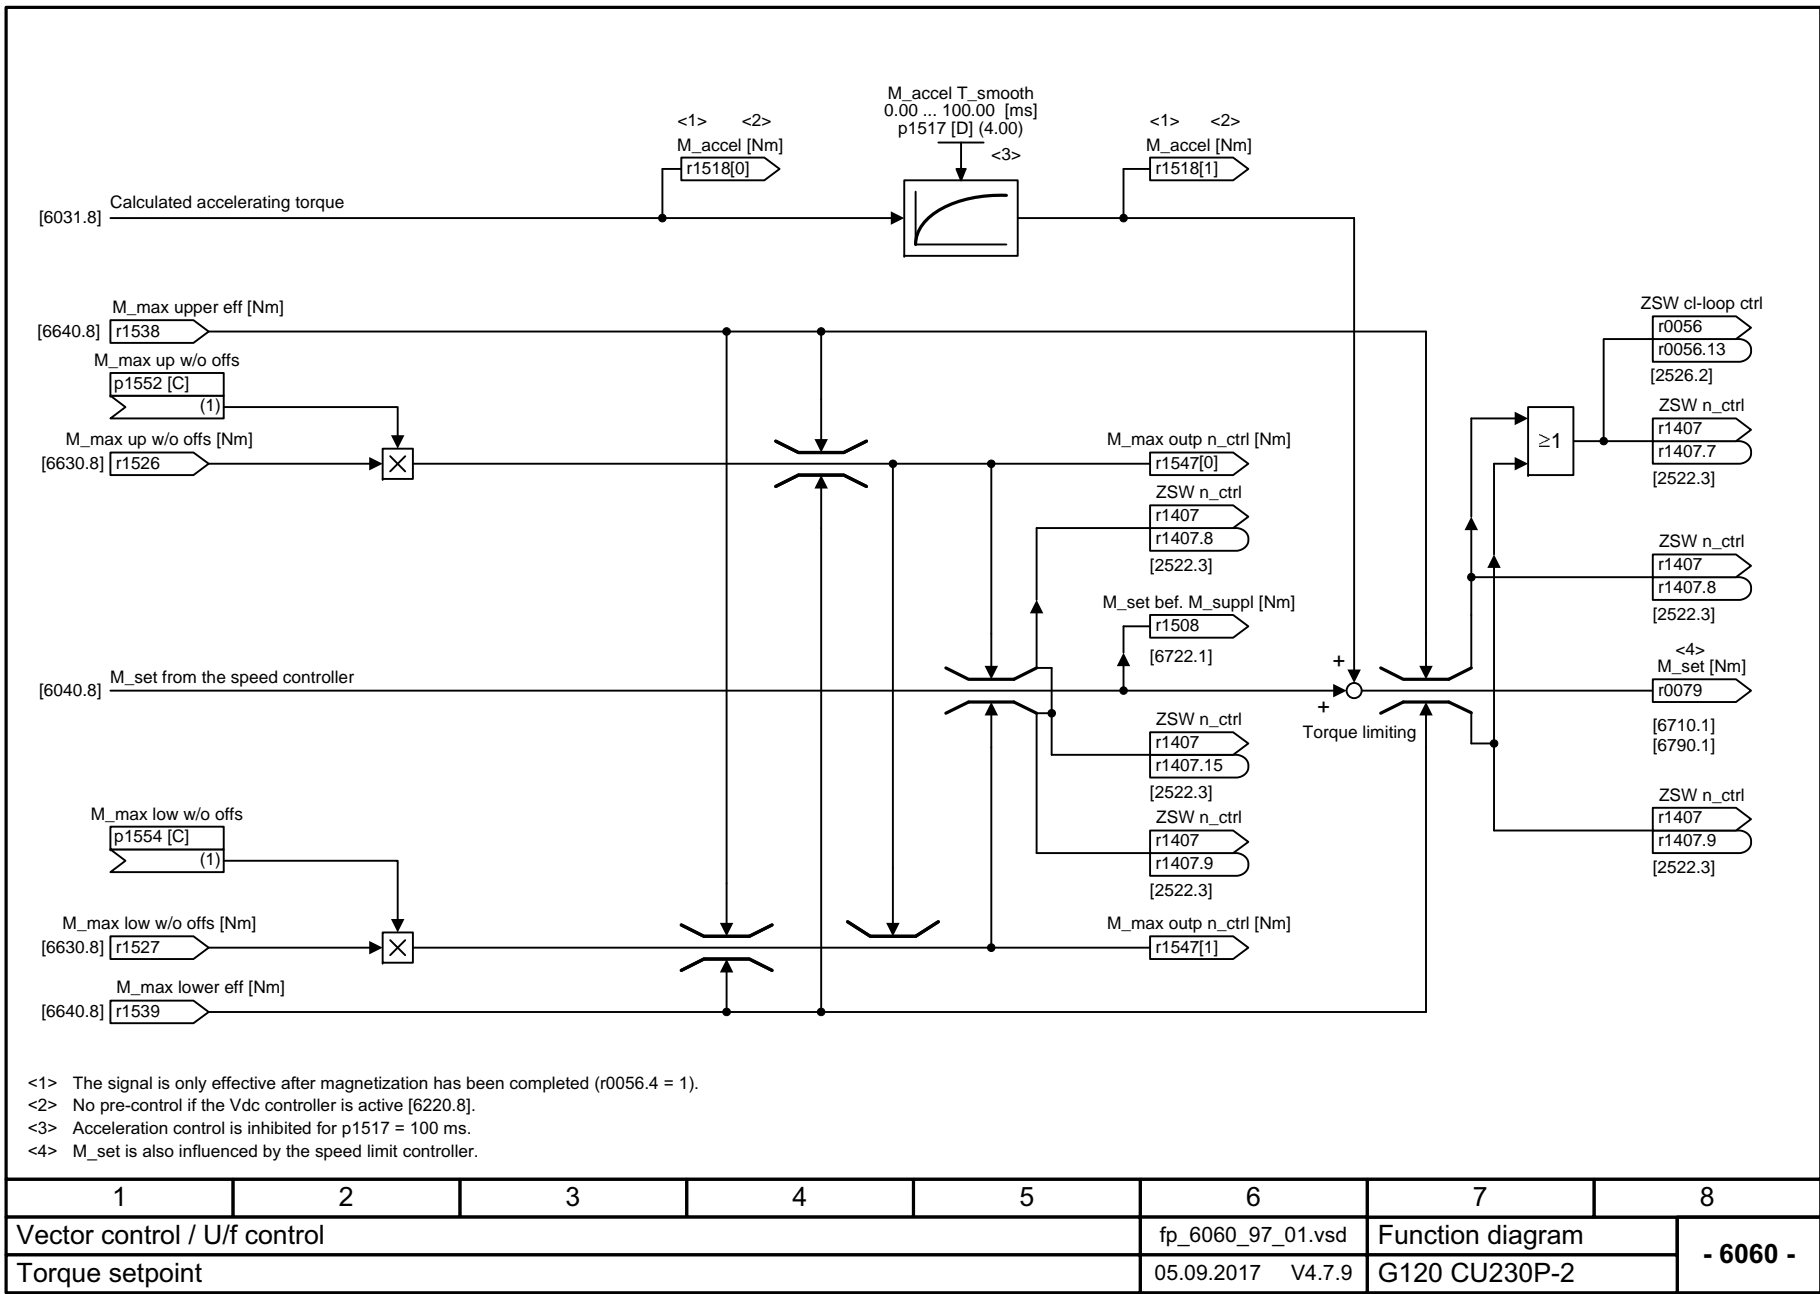 M_accel T_smooth
0.00 ... 100.00 [ms]
p1517 [D] (4.00)
<3>
<1> <2>
M_accel [Nm]
r1518[0]
<1> <2>
M_accel [Nm]
r1518[1]
[6031.8] Calculated accelerating torque
M_max upper eff [Nm]
[6640.8] r1538
M_max up w/o offs
p1552 [C]
(1)
M_max up w/o offs [Nm]
[6630.8] r1526
M_max outp n_ctrl [Nm]
r1547[0]
ZSW n_ctrl
r1407
r1407.8
[2522.3]
M_set bef. M_suppl [Nm]
r1508
[6722.1]
[6040.8] M_set from the speed controller
+
+
Torque limiting
ZSW n_ctrl
r1407
r1407.15
[2522.3]
ZSW n_ctrl
r1407
r1407.9
[2522.3]
M_max low w/o offs
p1554 [C]
(1)
M_max low w/o offs [Nm]
[6630.8] r1527
M_max outp n_ctrl [Nm]
r1547[1]
M_max lower eff [Nm]
[6640.8] r1539
≥1
ZSW cl-loop ctrl
r0056
r0056.13
[2526.2]
ZSW n_ctrl
r1407
r1407.7
[2522.3]
ZSW n_ctrl
r1407
r1407.8
[2522.3]
<4>
M_set [Nm]
r0079
[6710.1]
[6790.1]
ZSW n_ctrl
r1407
r1407.9
[2522.3]
<1> The signal is only effective after magnetization has been completed (r0056.4 = 1).
<2> No pre-control if the Vdc controller is active [6220.8].
<3> Acceleration control is inhibited for p1517 = 100 ms.
<4> M_set is also influenced by the speed limit controller.
1 2 3 4 5 6 7 8
Vector control / U/f control fp_6060_97_01.vsd Function diagram
- 6060 -
Torque setpoint 05.09.2017 V4.7.9 G120 CU230P-2